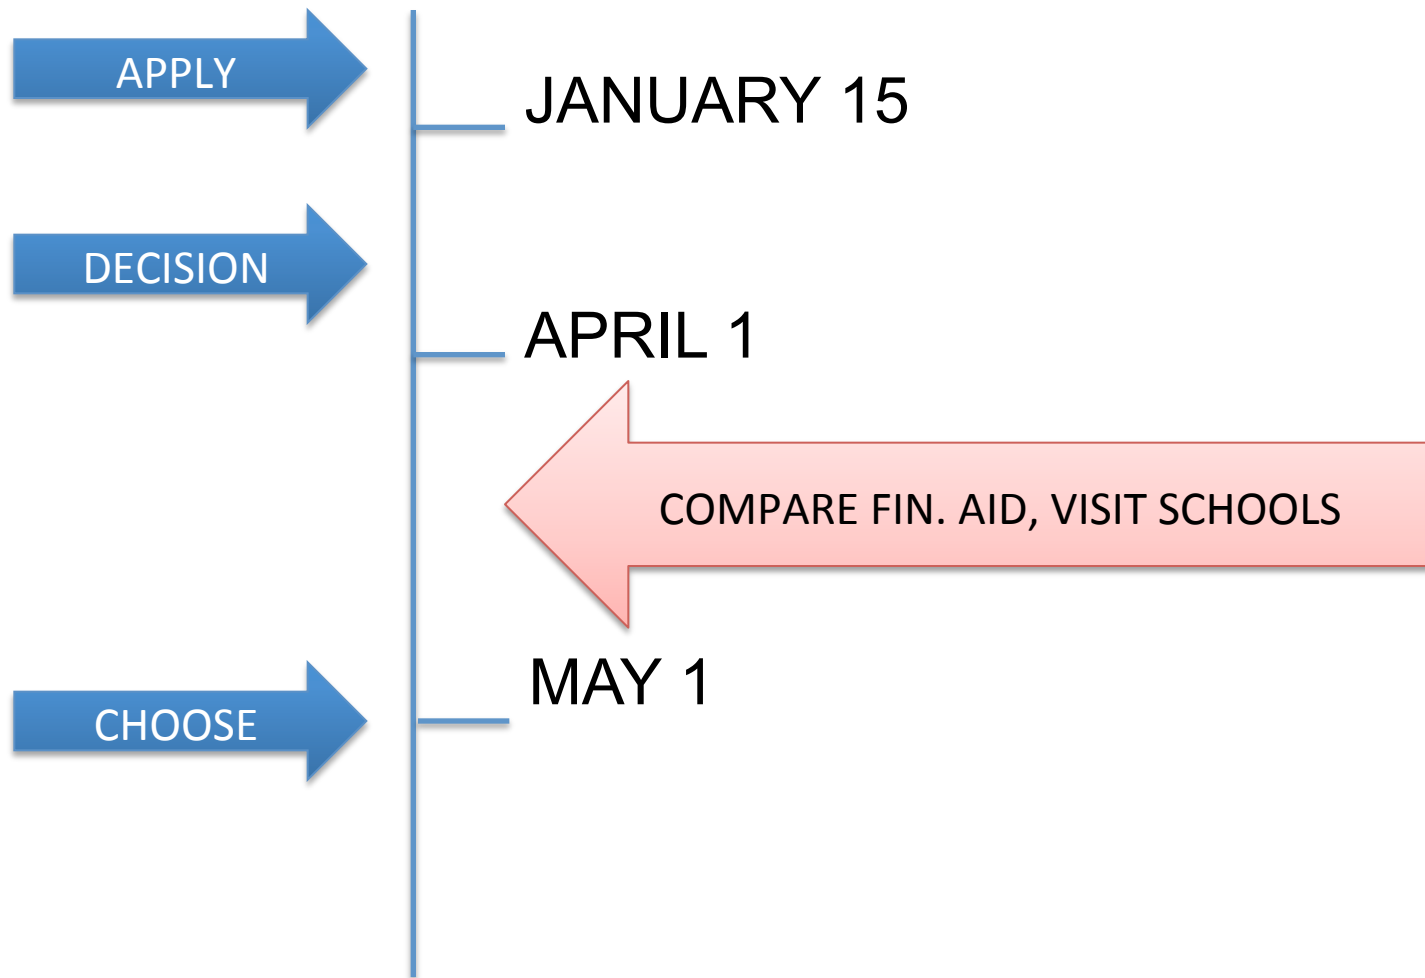 APPLY
JANUARY 15
DECISION
APRIL 1
COMPARE FIN. AID, VISIT SCHOOLS
MAY 1
CHOOSE